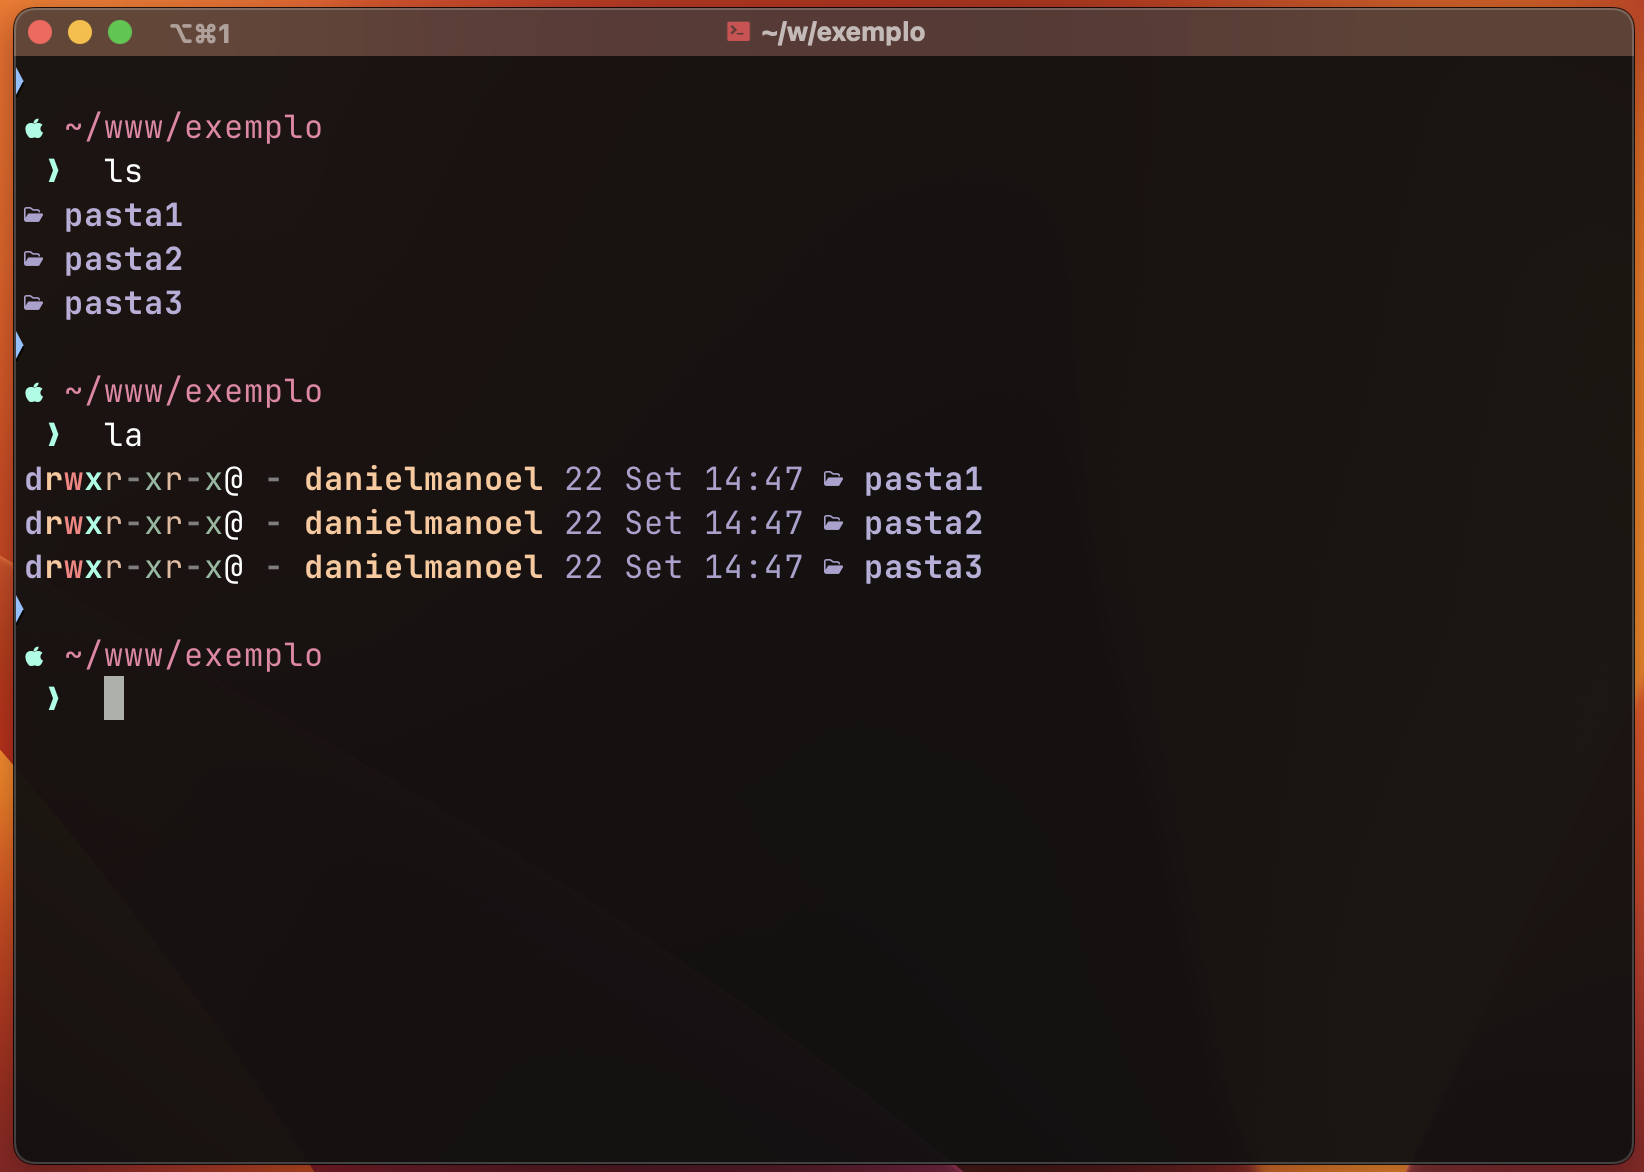 ⌥⌘1
~/w/exemplo
~/www/exemplo
❯ ls
pasta1
pasta2
pasta3
~/www/exemplo
❯ la
drwxr-xr-x@ - danielmanoel 22 Set 14:47 pasta1
drwxr-xr-x@ - danielmanoel 22 Set 14:47 pasta2
drwxr-xr-x@ - danielmanoel 22 Set 14:47 pasta3
~/www/exemplo
❯